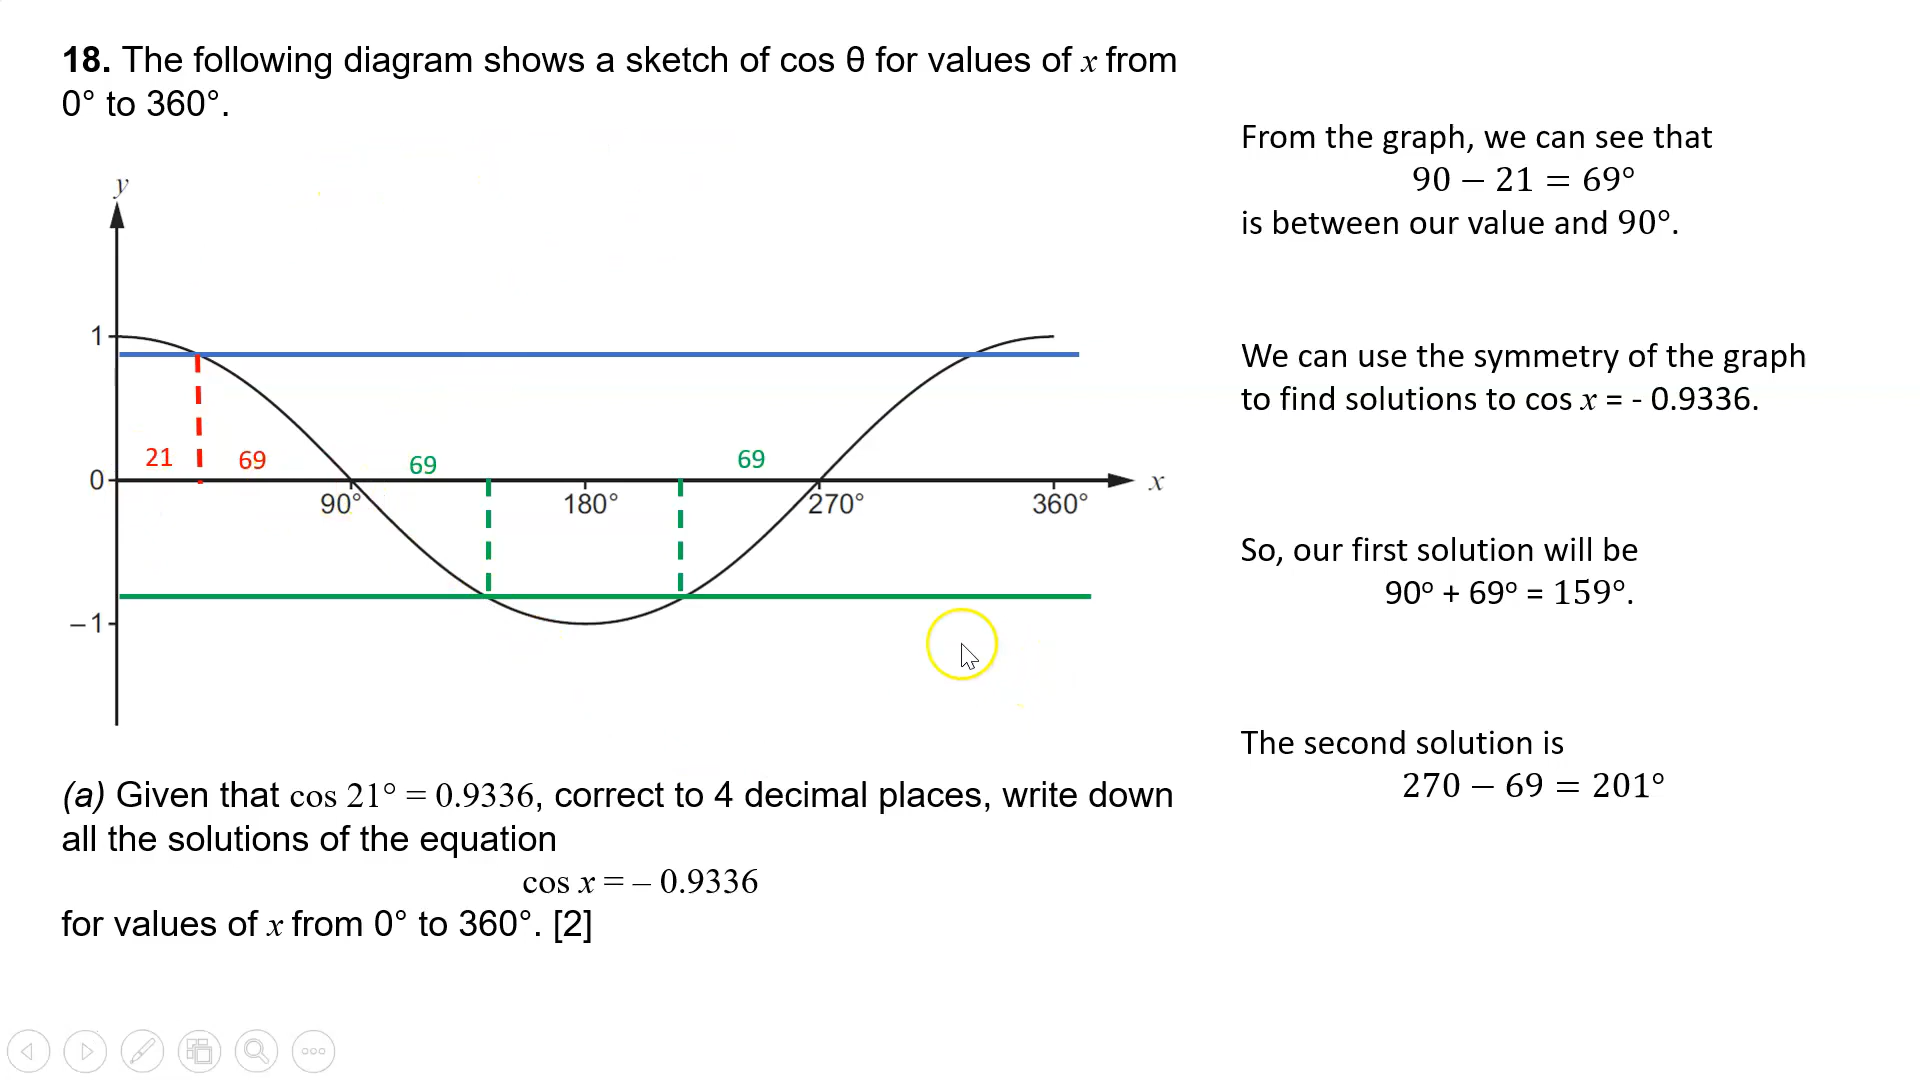 18. The following diagram shows a sketch of cos θ for values of x from
0° to 360°.
y
1
21
69
69
69
0
90°
180°
270°
360°
x
–1
(a) Given that cos 21° = 0.9336, correct to 4 decimal places, write down
all the solutions of the equation
cos x = – 0.9336
for values of x from 0° to 360°. [2]
From the graph, we can see that
90 − 21 = 69°
is between our value and 90°.
We can use the symmetry of the graph
to find solutions to cos x = - 0.9336.
So, our first solution will be
90° + 69° = 159°.
The second solution is
270 − 69 = 201°